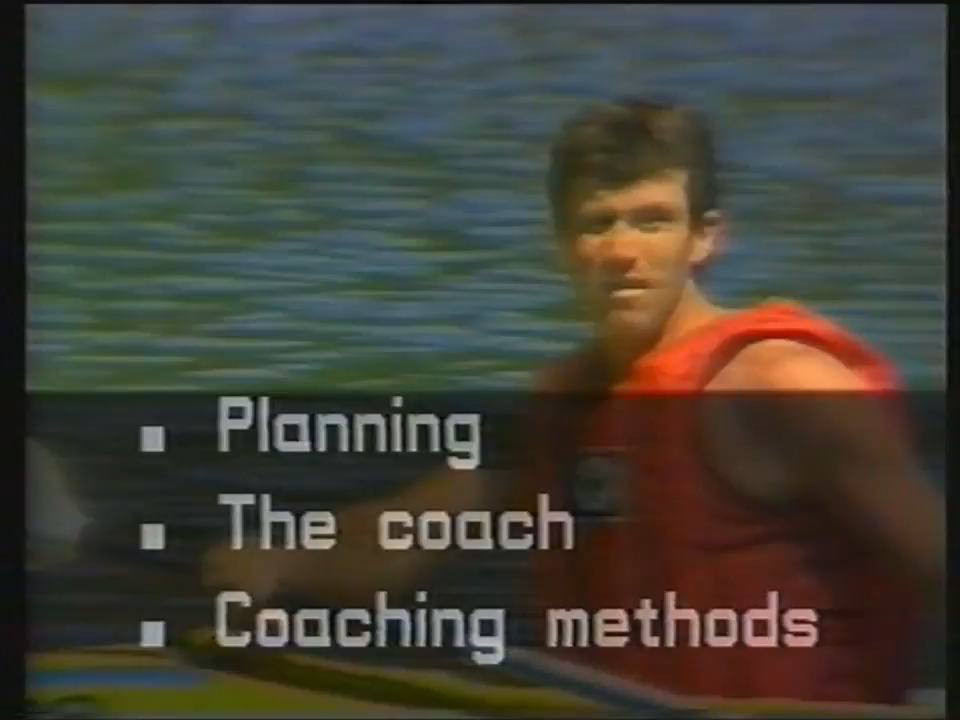 ▪ Planning
▪ The coach
▪ Coaching methods